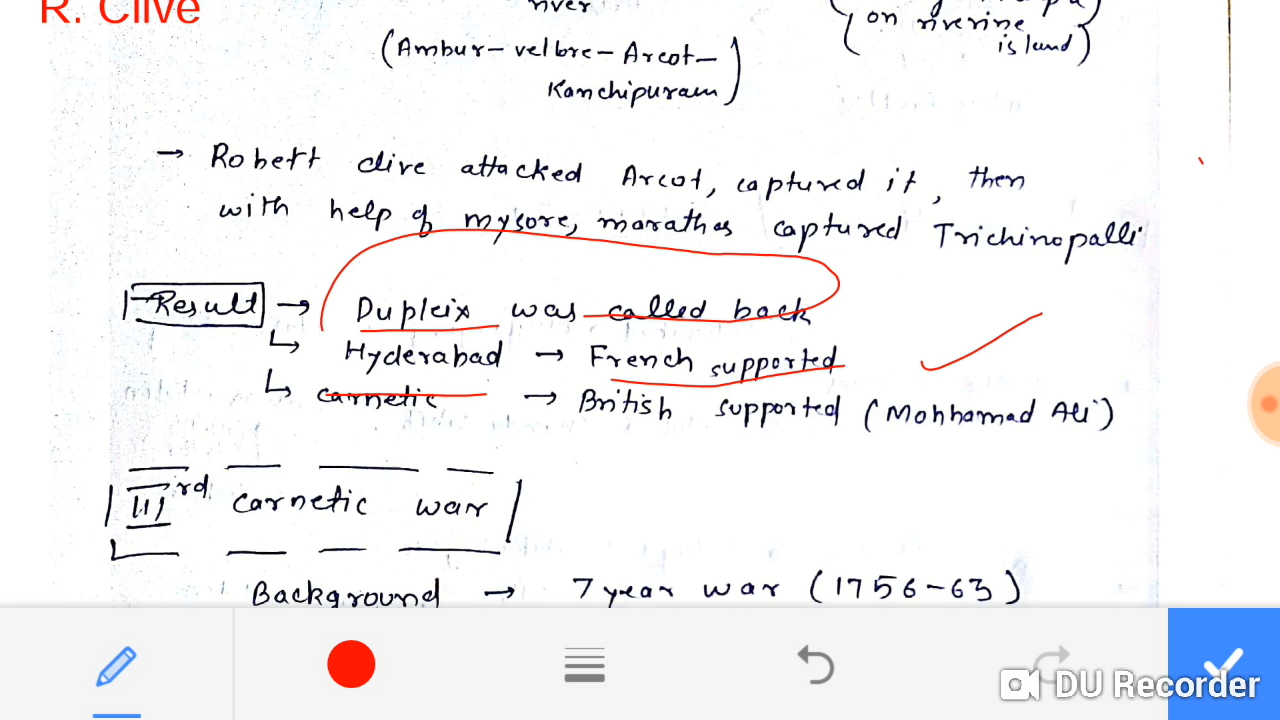 R. Clive
river
on riverine
island)
(Ambur-vellore-Arcot-
Kanchipuram)
→ Robert clive attacked Arcot, captured it, then
with help of mysore, marathas captured Trichinopalli
Result → Dupleix was called back
↳ Hyderabad → French supported
↳ carnetic → British supported (Mohhamad Ali)
IIIrd carnetic war
Background → 7 year war (1756-63)
DU Recorder